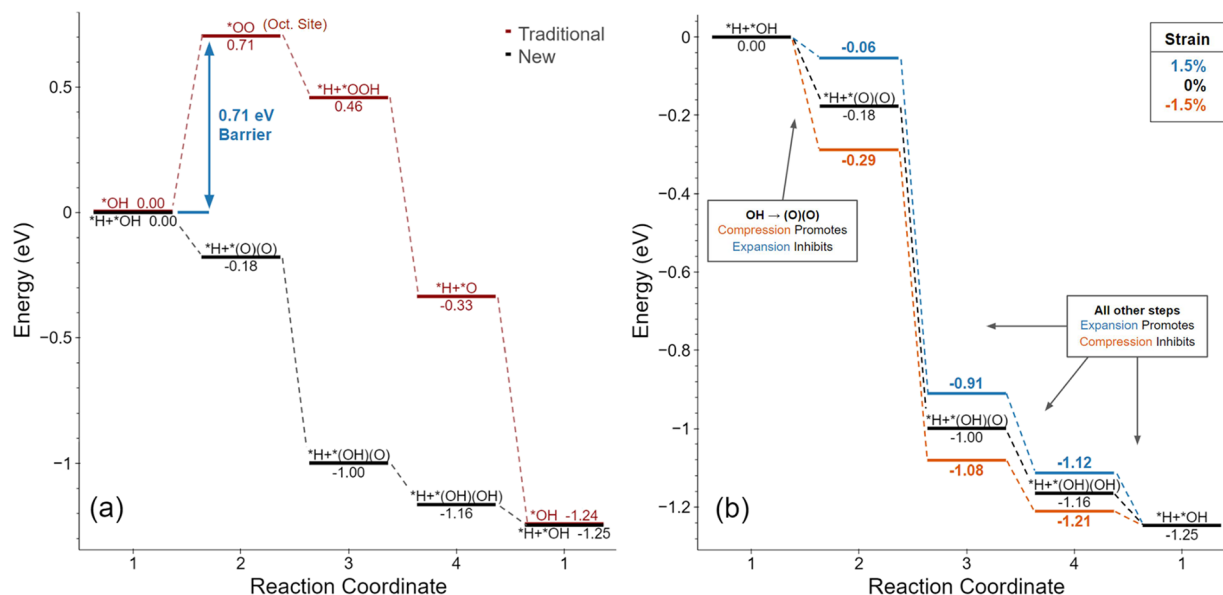 *OO (Oct. Site)
0.71
Traditional
New
*H+*OOH
0.46
0.71 eV
Barrier
*OH 0.00
*H+*OH 0.00
*H+*(O)(O)
-0.18
*H+*O
-0.33
*H+*(OH)(O)
-1.00
*H+*(OH)(OH)
-1.16
*OH -1.24
*H+*OH -1.25
(a)
0.5
0
−0.5
−1
Energy (eV)
1 2 3 4 1
Reaction Coordinate
*H+*OH
0.00
-0.06
*H+*(O)(O)
-0.18
-0.29
Strain
1.5%
0%
-1.5%
OH → (O)(O)
Compression Promotes
Expansion Inhibits
All other steps
Expansion Promotes
Compression Inhibits
-0.91
*H+*(OH)(O)
-1.00
-1.08
-1.12
*H+*(OH)(OH)
-1.16
-1.21
*H+*OH
-1.25
(b)
0
−0.2
−0.4
−0.6
−0.8
−1
−1.2
Energy (eV)
1 2 3 4 1
Reaction Coordinate